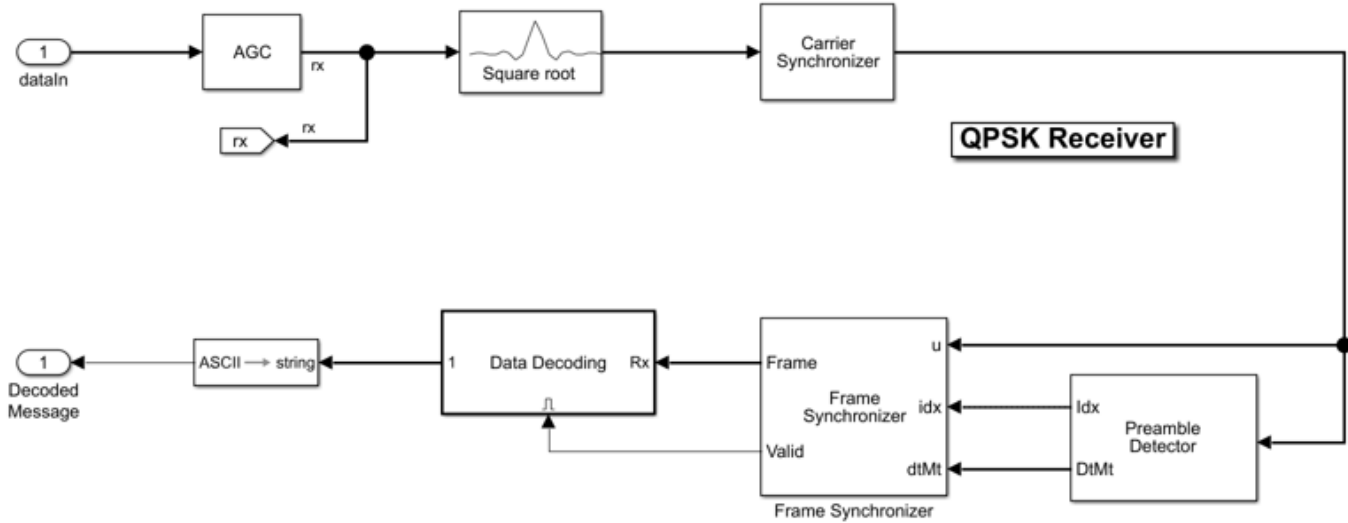 1
dataIn
AGC
rx
rx
rx
Square root
Carrier
Synchronizer
QPSK Receiver
1
Decoded
Message
ASCII → string
1
Data Decoding
Rx
Frame
Valid
Frame
Synchronizer
u
idx
dtMt
Frame Synchronizer
Idx
DtMt
Preamble
Detector